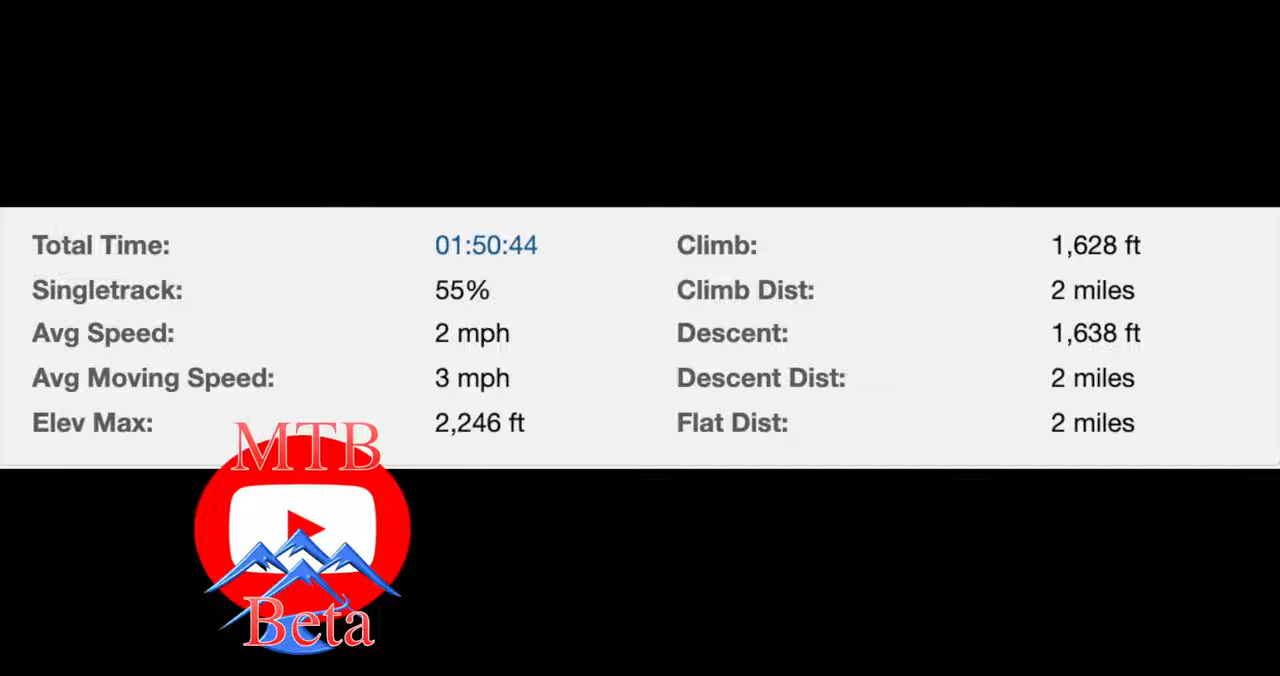 Total Time: 01:50:44 Climb: 1,628 ft
Singletrack: 55% Climb Dist: 2 miles
Avg Speed: 2 mph Descent: 1,638 ft
Avg Moving Speed: 3 mph Descent Dist: 2 miles
Elev Max: 2,246 ft Flat Dist: 2 miles
MTB
Beta